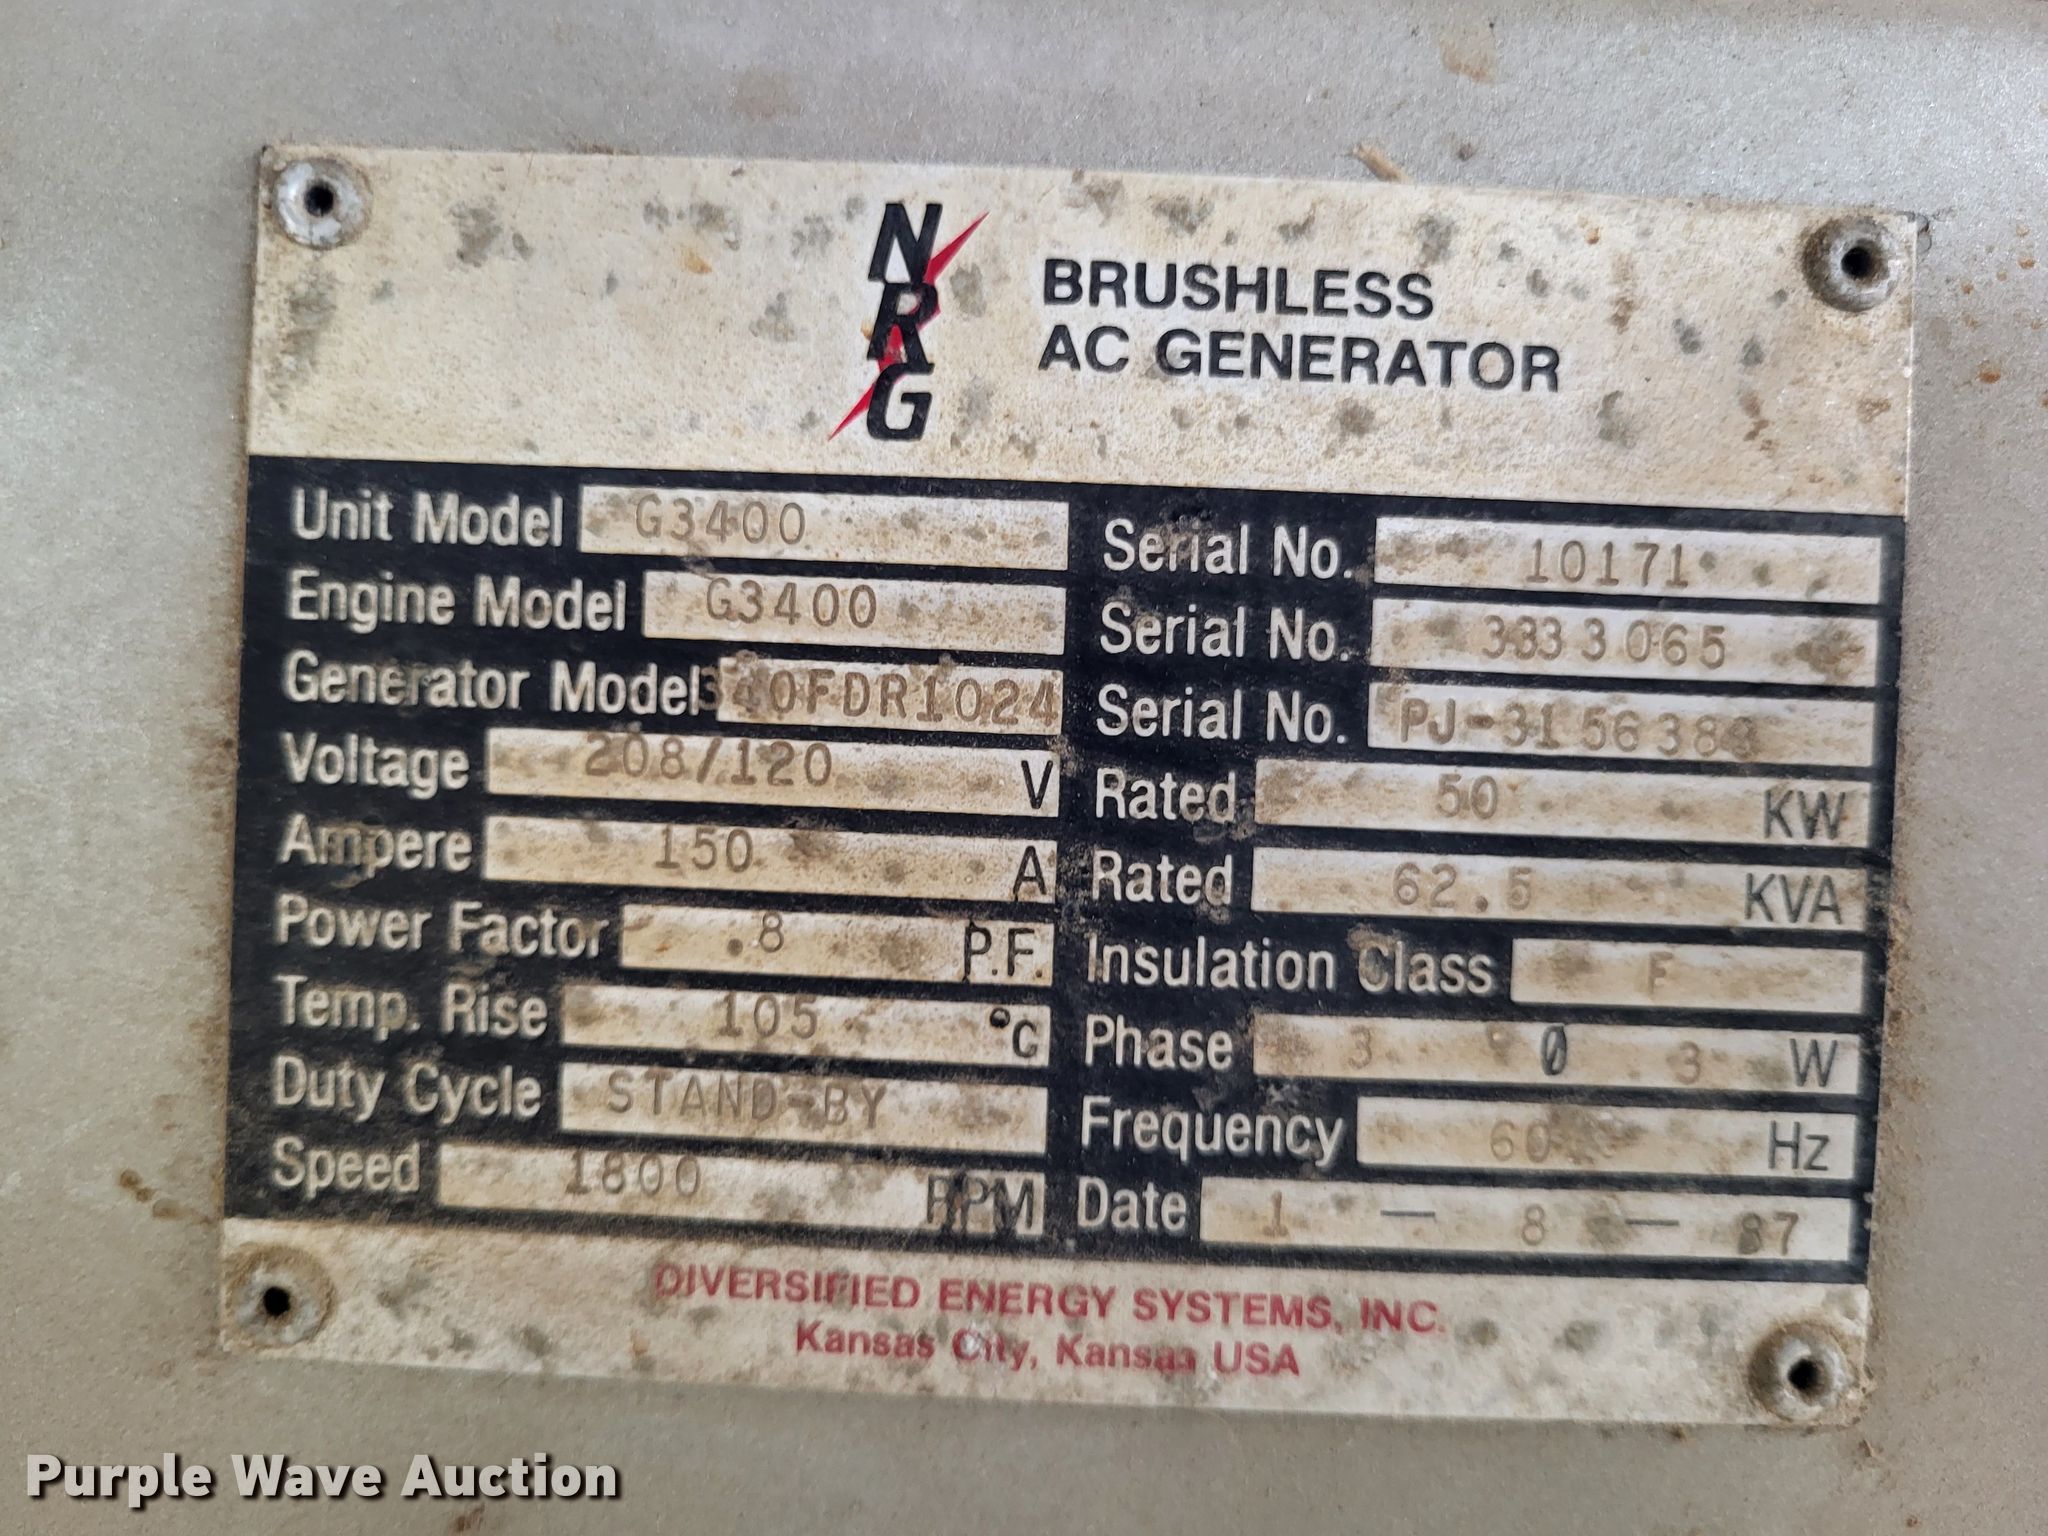 NRG
BRUSHLESS
AC GENERATOR
Unit Model G3400 Serial No. 10171
Engine Model G3400 Serial No. 3333065
Generator Model 340FDR1024 Serial No.
Voltage 208/120 V Rated 50 KW
Ampere 150 A Rated 62.5 KVA
Power Factor .8 P.F. Insulation Class F
Temp. Rise 105 °C Phase 3 Ø 3 W
Duty Cycle STAND-BY Frequency 60 Hz
Speed 1800 RPM Date 1 — 8 — 87
DIVERSIFIED ENERGY SYSTEMS, INC.
Kansas City, Kansas USA
Purple Wave Auction